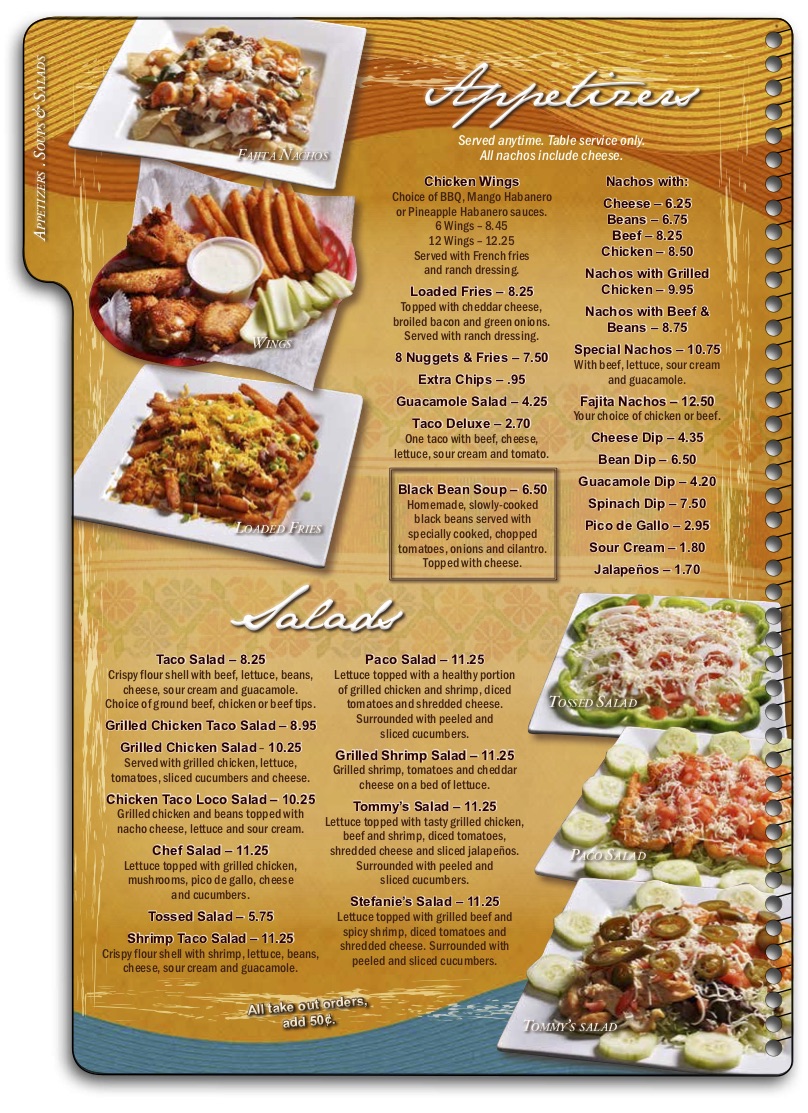 Appetizers . Soups & Salads
Fajita Nachos
Wings
Loaded Fries
Appetizers
Served anytime. Table service only.
All nachos include cheese.
Chicken Wings
Choice of BBQ, Mango Habanero
or Pineapple Habanero sauces.
6 Wings – 8.45
12 Wings – 12.25
Served with French fries
and ranch dressing.
Loaded Fries – 8.25
Topped with cheddar cheese,
broiled bacon and green onions.
Served with ranch dressing.
8 Nuggets & Fries – 7.50
Extra Chips – .95
Guacamole Salad – 4.25
Taco Deluxe – 2.70
One taco with beef, cheese,
lettuce, sour cream and tomato.
Black Bean Soup – 6.50
Homemade, slowly-cooked
black beans served with
specially cooked, chopped
tomatoes, onions and cilantro.
Topped with cheese.
Nachos with:
Cheese – 6.25
Beans – 6.75
Beef – 8.25
Chicken – 8.50
Nachos with Grilled
Chicken – 9.95
Nachos with Beef &
Beans – 8.75
Special Nachos – 10.75
With beef, lettuce, sour cream
and guacamole.
Fajita Nachos – 12.50
Your choice of chicken or beef.
Cheese Dip – 4.35
Bean Dip – 6.50
Guacamole Dip – 4.20
Spinach Dip – 7.50
Pico de Gallo – 2.95
Sour Cream – 1.80
Jalapeños – 1.70
Salads
Taco Salad – 8.25
Crispy flour shell with beef, lettuce, beans,
cheese, sour cream and guacamole.
Choice of ground beef, chicken or beef tips.
Grilled Chicken Taco Salad – 8.95
Grilled Chicken Salad - 10.25
Served with grilled chicken, lettuce,
tomatoes, sliced cucumbers and cheese.
Chicken Taco Loco Salad – 10.25
Grilled chicken and beans topped with
nacho cheese, lettuce and sour cream.
Chef Salad – 11.25
Lettuce topped with grilled chicken,
mushrooms, pico de gallo, cheese
and cucumbers.
Tossed Salad – 5.75
Shrimp Taco Salad – 11.25
Crispy flour shell with shrimp, lettuce, beans,
cheese, sour cream and guacamole.
Paco Salad – 11.25
Lettuce topped with a healthy portion
of grilled chicken and shrimp, diced
tomatoes and shredded cheese.
Surrounded with peeled and
sliced cucumbers.
Grilled Shrimp Salad – 11.25
Grilled shrimp, tomatoes and cheddar
cheese on a bed of lettuce.
Tommy's Salad – 11.25
Lettuce topped with tasty grilled chicken,
beef and shrimp, diced tomatoes,
shredded cheese and sliced jalapeños.
Surrounded with peeled and
sliced cucumbers.
Stefanie's Salad – 11.25
Lettuce topped with grilled beef and
spicy shrimp, diced tomatoes and
shredded cheese. Surrounded with
peeled and sliced cucumbers.
Tossed Salad
Paco Salad
Tommy's salad
All take out orders,
add 50¢.